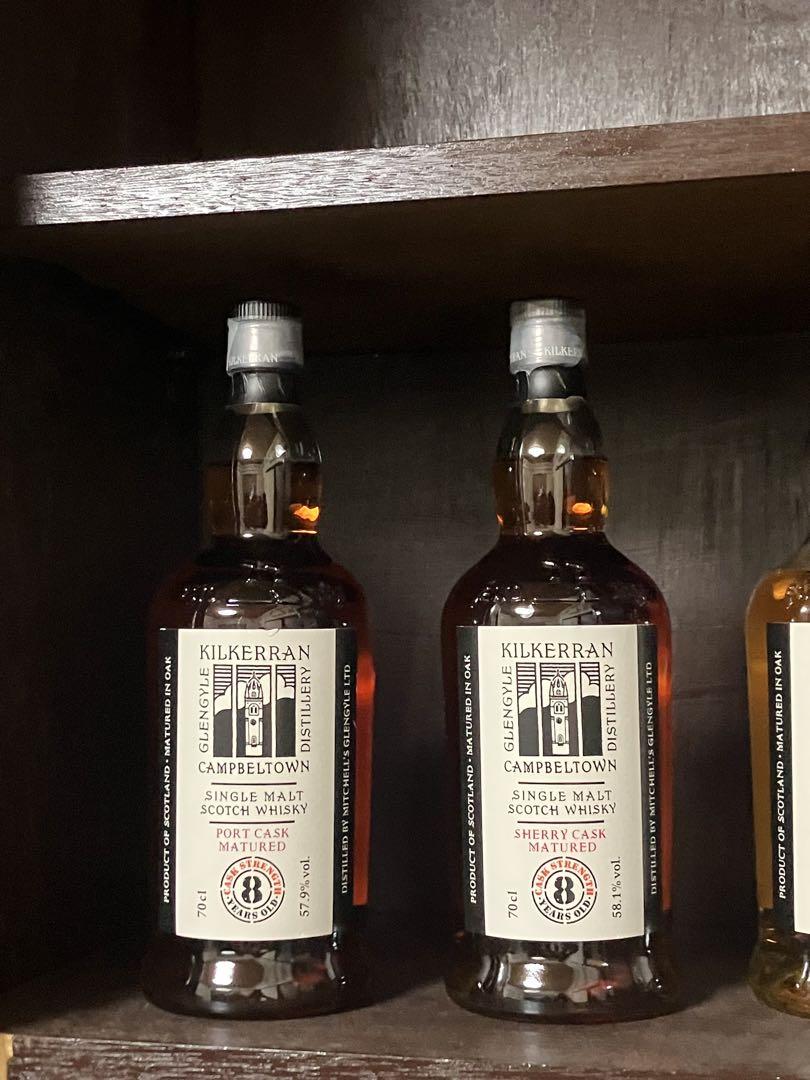 KILKERRAN
KILKERRAN
GLENGYLE
DISTILLERY
CAMPBELTOWN
SINGLE MALT
SCOTCH WHISKY
PORT CASK
MATURED
CASK STRENGTH
8
YEARS OLD
70cl
57.9% vol.
PRODUCT OF SCOTLAND · MATURED IN OAK
DISTILLED BY MITCHELL'S GLENGYLE LTD
KILKE
KILKERRAN
GLENGYLE
DISTILLERY
CAMPBELTOWN
SINGLE MALT
SCOTCH WHISKY
SHERRY CASK
MATURED
CASK STRENGTH
8
YEARS OLD
70cl
58.1% vol.
PRODUCT OF SCOTLAND · MATURED IN OAK
DISTILLED BY MITCHELL'S GLENGYLE LTD
PRODUCT OF SCOTLAND · MATURED IN OAK